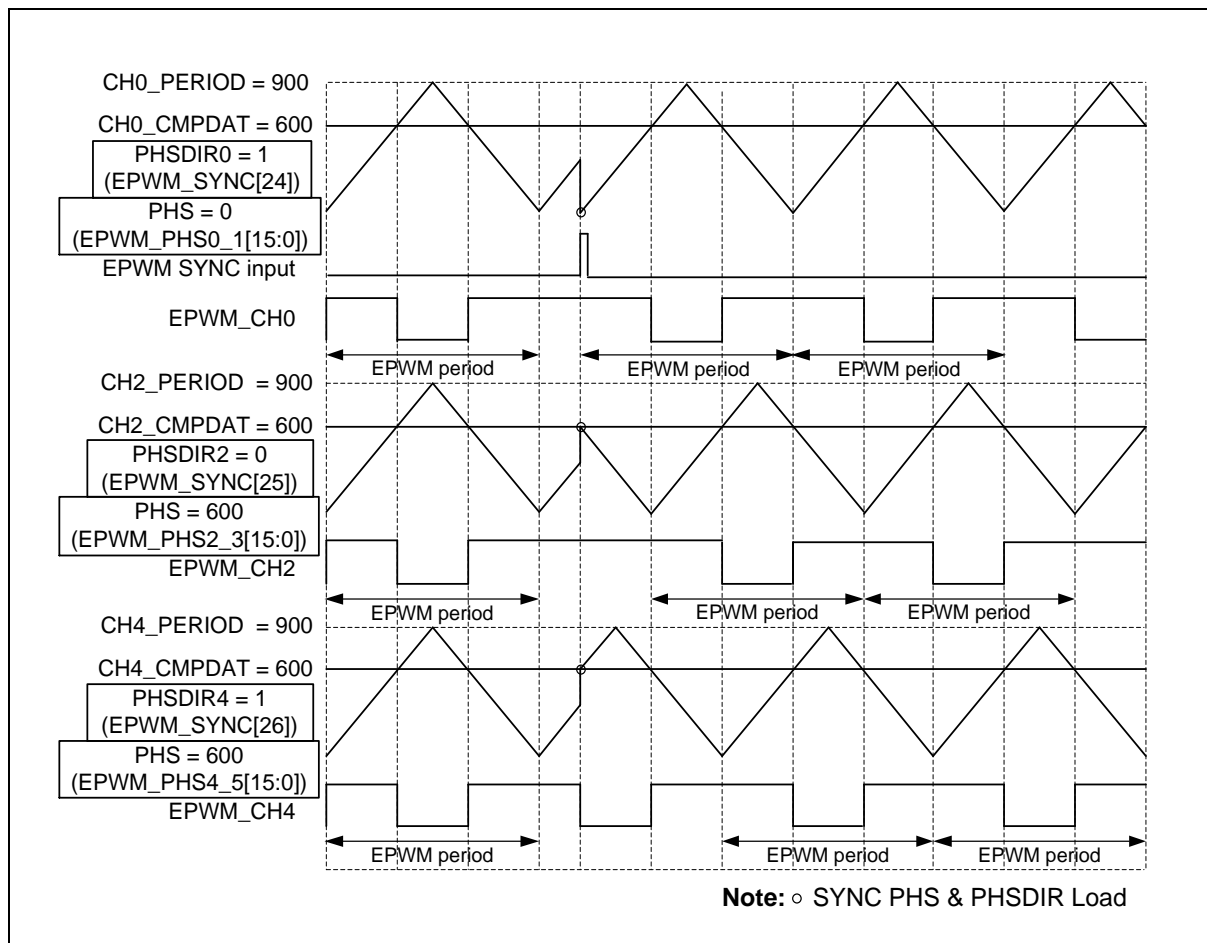 CH0_PERIOD = 900
CH0_CMPDAT = 600
PHSDIR0 = 1
(EPWM_SYNC[24])
PHS = 0
(EPWM_PHS0_1[15:0])
EPWM SYNC input
EPWM_CH0
EPWM period
EPWM period
EPWM period
CH2_PERIOD = 900
CH2_CMPDAT = 600
PHSDIR2 = 0
(EPWM_SYNC[25])
PHS = 600
(EPWM_PHS2_3[15:0])
EPWM_CH2
EPWM period
EPWM period
EPWM period
CH4_PERIOD = 900
CH4_CMPDAT = 600
PHSDIR4 = 1
(EPWM_SYNC[26])
PHS = 600
(EPWM_PHS4_5[15:0])
EPWM_CH4
EPWM period
EPWM period
EPWM period
Note: ○ SYNC PHS & PHSDIR Load